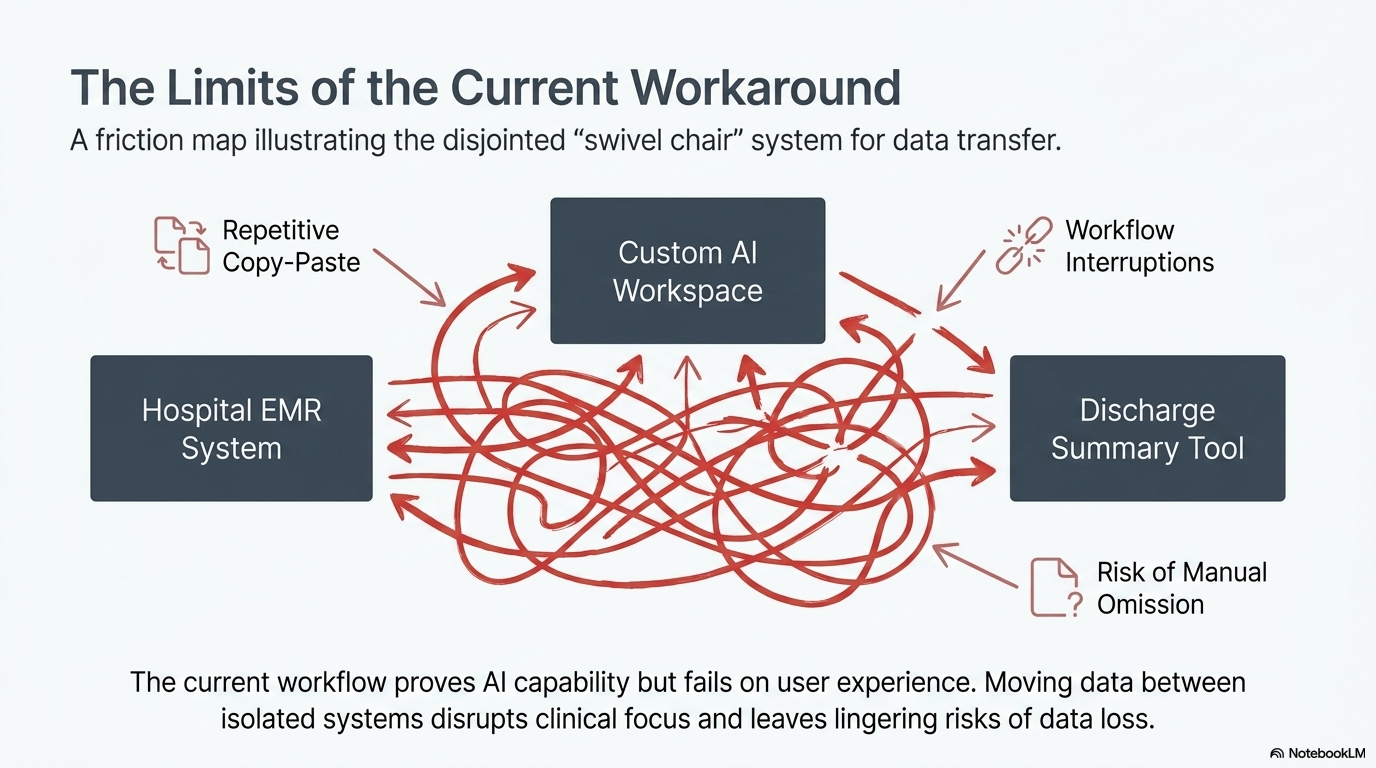 The Limits of the Current Workaround
A friction map illustrating the disjointed “swivel chair” system for data transfer.
Repetitive
Copy-Paste
Custom AI
Workspace
Workflow
Interruptions
Hospital EMR
System
Discharge
Summary Tool
?
Risk of Manual
Omission
The current workflow proves AI capability but fails on user experience. Moving data between
isolated systems disrupts clinical focus and leaves lingering risks of data loss.
NotebookLM